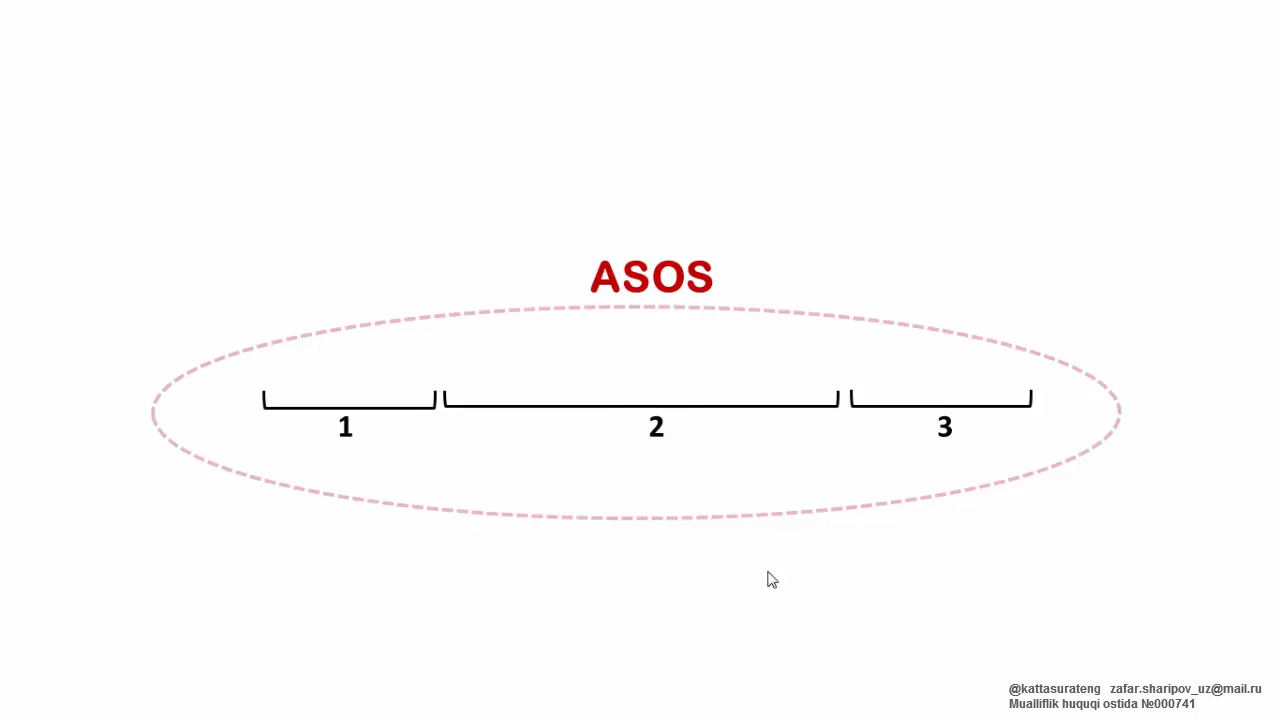 ASOS
1 2 3
@kattasurateng zafar.sharipov_uz@mail.ru
Mualliflik huquqi ostida №000741